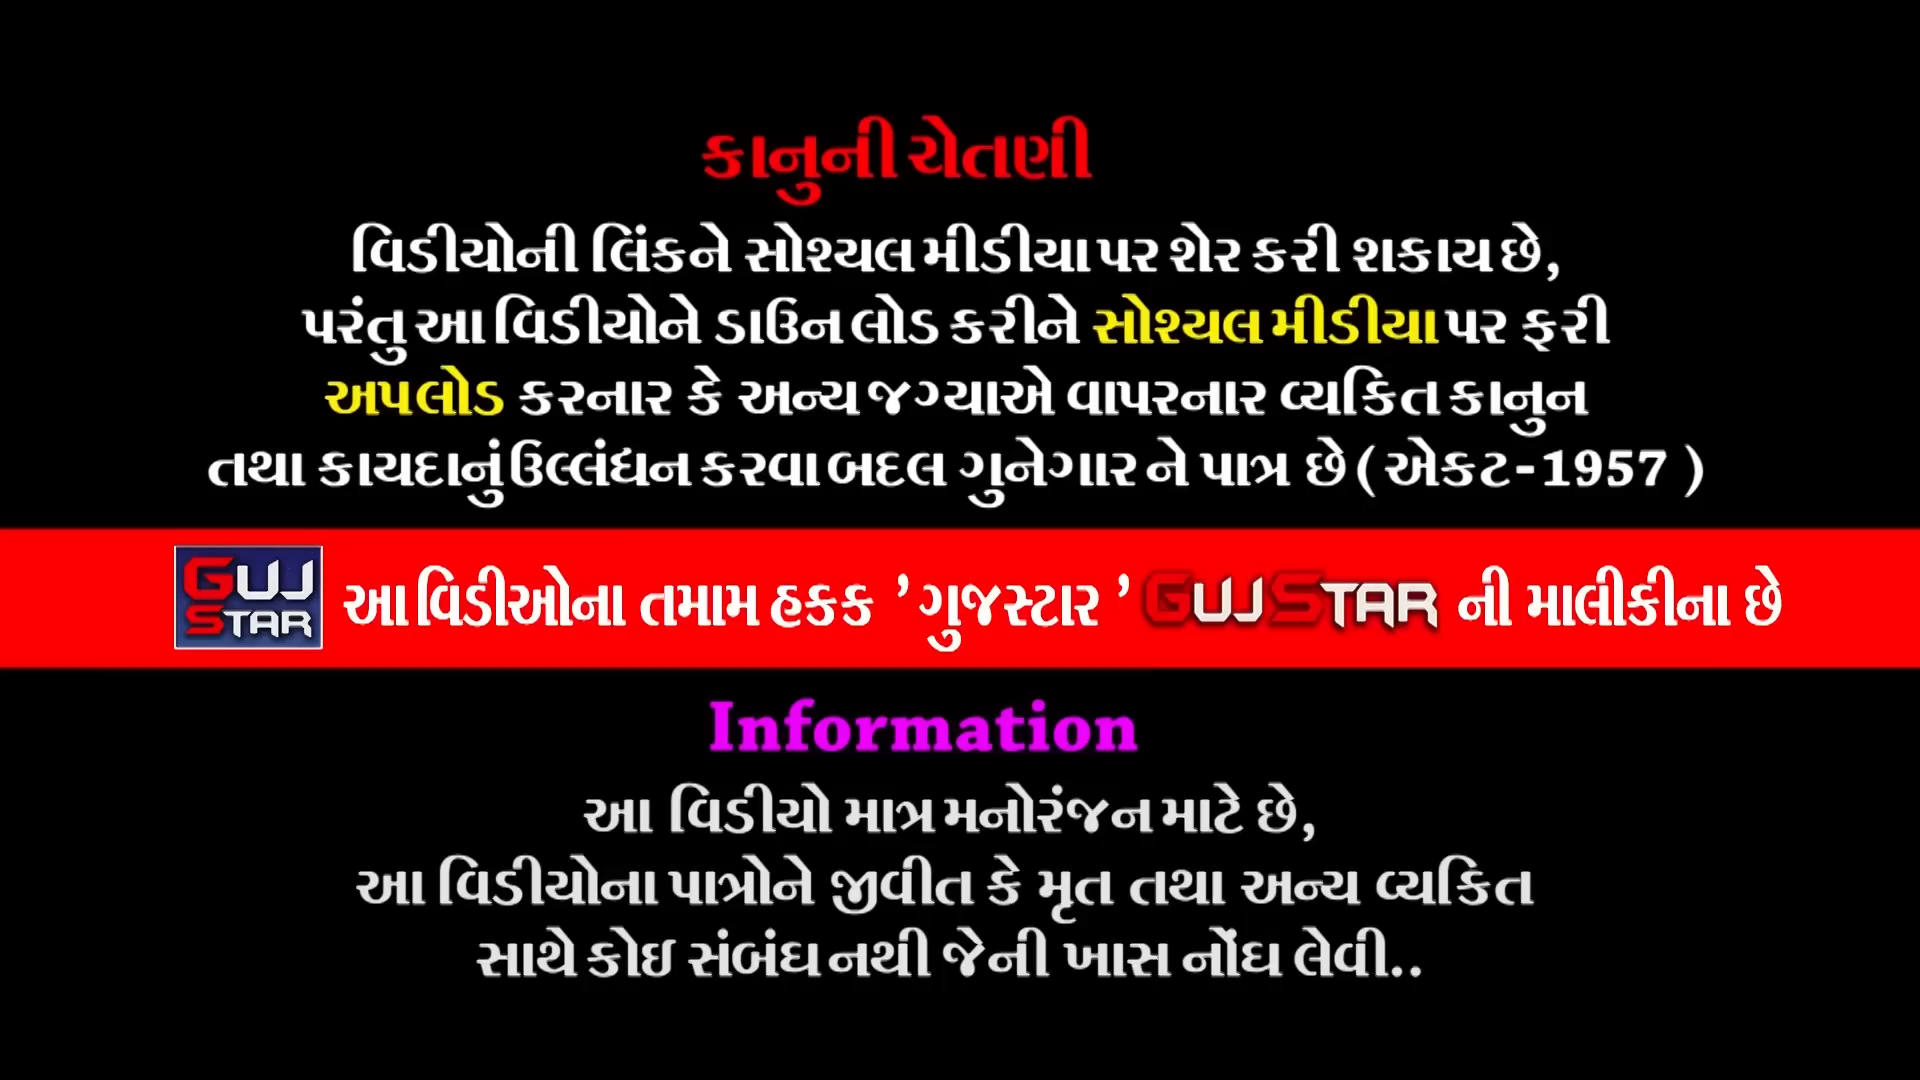 કાનુની ચેતણી
વિડીયોની લિંકને સોશ્યલ મીડીયા પર શેર કરી શકાય છે,
પરંતુ આ વિડીયોને ડાઉન લોડ કરીને સોશ્યલ મીડીયા પર ફરી
અપલોડ કરનાર કે અન્ય જગ્યાએ વાપરનાર વ્યકિત કાનુન
તથા કાયદાનું ઉલ્લંઘન કરવા બદલ ગુનેગાર ને પાત્ર છે ( એકટ-1957 )
GUJ STAR આ વિડીઓના તમામ હકક ’ ગુજસ્ટાર ’ GUJ STAR ની માલીકીના છે
Information
આ વિડીયો માત્ર મનોરંજન માટે છે,
આ વિડીયોના પાત્રોને જીવીત કે મૃત તથા અન્ય વ્યકિત
સાથે કોઇ સંબંધ નથી જેની ખાસ નોંધ લેવી..